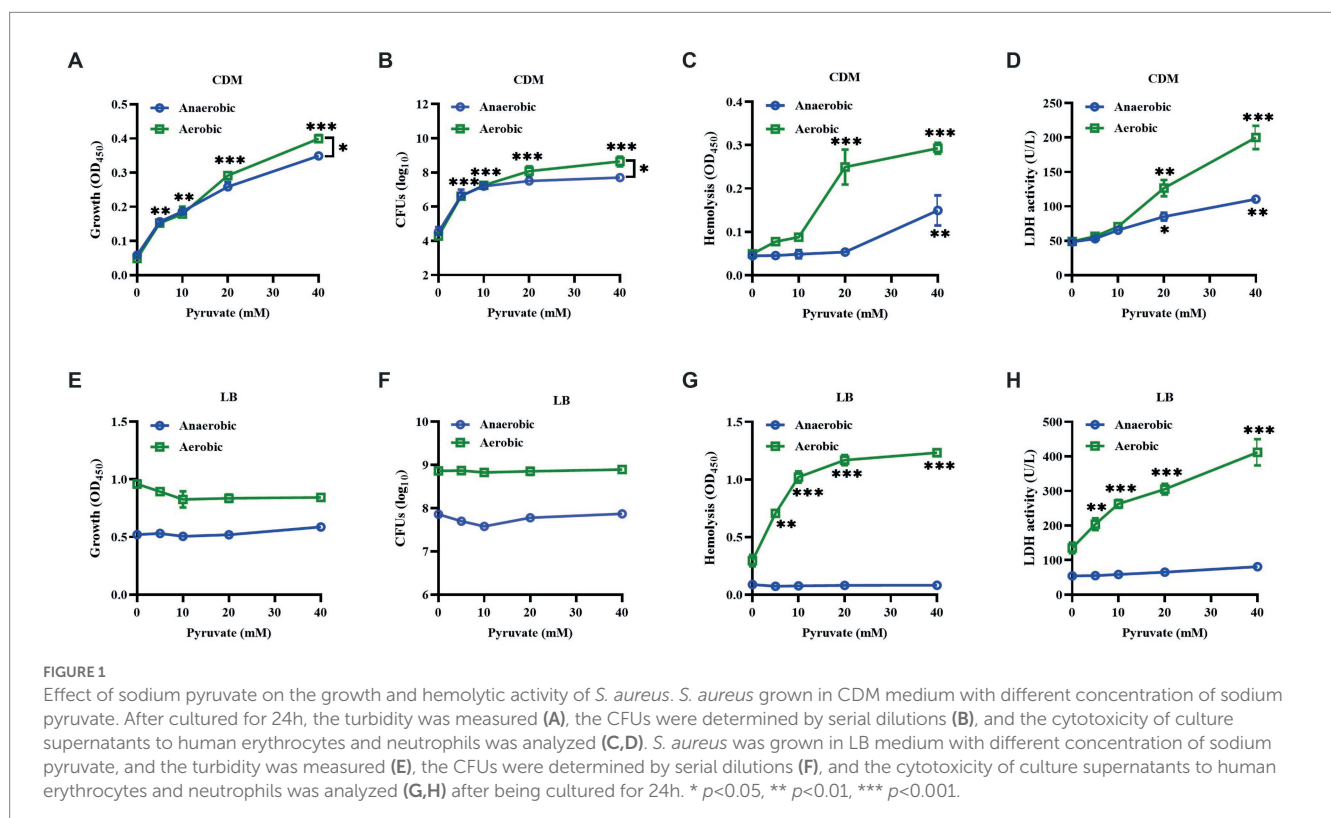 A
CDM
Anaerobic
Aerobic
Growth (OD450)
0.5
0.4
0.3
0.2
0.1
0.0
** ** *** *** *
0 10 20 30 40
Pyruvate (mM)
B
CDM
Anaerobic
Aerobic
CFUs (log10)
12
10
8
6
4
2
*** *** *** *** *
0 10 20 30 40
Pyruvate (mM)
C
CDM
Anaerobic
Aerobic
Hemolysis (OD450)
0.4
0.3
0.2
0.1
0.0
*** *** **
0 10 20 30 40
Pyruvate (mM)
D
CDM
Anaerobic
Aerobic
LDH activity (U/L)
250
200
150
100
50
0
** *** * **
0 10 20 30 40
Pyruvate (mM)
E
LB
Anaerobic
Aerobic
Growth (OD450)
1.5
1.0
0.5
0.0
0 10 20 30 40
Pyruvate (mM)
F
LB
Anaerobic
Aerobic
CFUs (log10)
10
9
8
7
6
0 10 20 30 40
Pyruvate (mM)
G
LB
Anaerobic
Aerobic
Hemolysis (OD450)
1.5
1.0
0.5
0.0
** *** *** ***
0 10 20 30 40
Pyruvate (mM)
H
LB
Anaerobic
Aerobic
LDH activity (U/L)
500
400
300
200
100
0
** *** *** ***
0 10 20 30 40
Pyruvate (mM)
FIGURE 1
Effect of sodium pyruvate on the growth and hemolytic activity of S. aureus. S. aureus grown in CDM medium with different concentration of sodium
pyruvate. After cultured for 24h, the turbidity was measured (A), the CFUs were determined by serial dilutions (B), and the cytotoxicity of culture
supernatants to human erythrocytes and neutrophils was analyzed (C,D). S. aureus was grown in LB medium with different concentration of sodium
pyruvate, and the turbidity was measured (E), the CFUs were determined by serial dilutions (F), and the cytotoxicity of culture supernatants to human
erythrocytes and neutrophils was analyzed (G,H) after being cultured for 24h. * p<0.05, ** p<0.01, *** p<0.001.